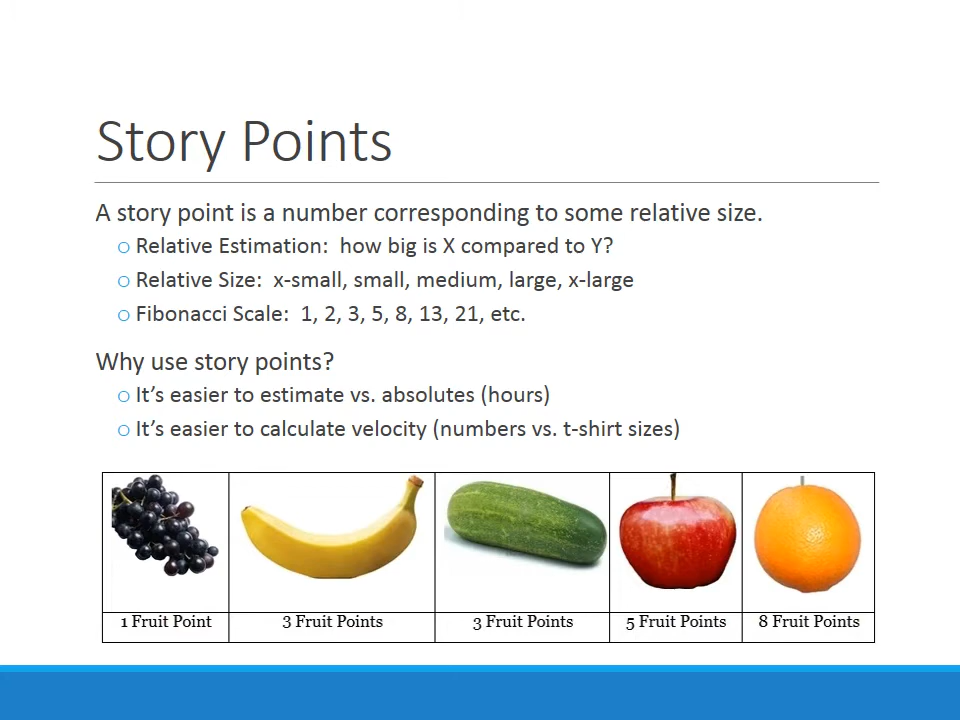 Story Points
A story point is a number corresponding to some relative size.
o Relative Estimation:  how big is X compared to Y?
o Relative Size:  x-small, small, medium, large, x-large
o Fibonacci Scale:  1, 2, 3, 5, 8, 13, 21, etc.
Why use story points?
o It’s easier to estimate vs. absolutes (hours)
o It’s easier to calculate velocity (numbers vs. t-shirt sizes)
1 Fruit Point
3 Fruit Points
3 Fruit Points
5 Fruit Points
8 Fruit Points